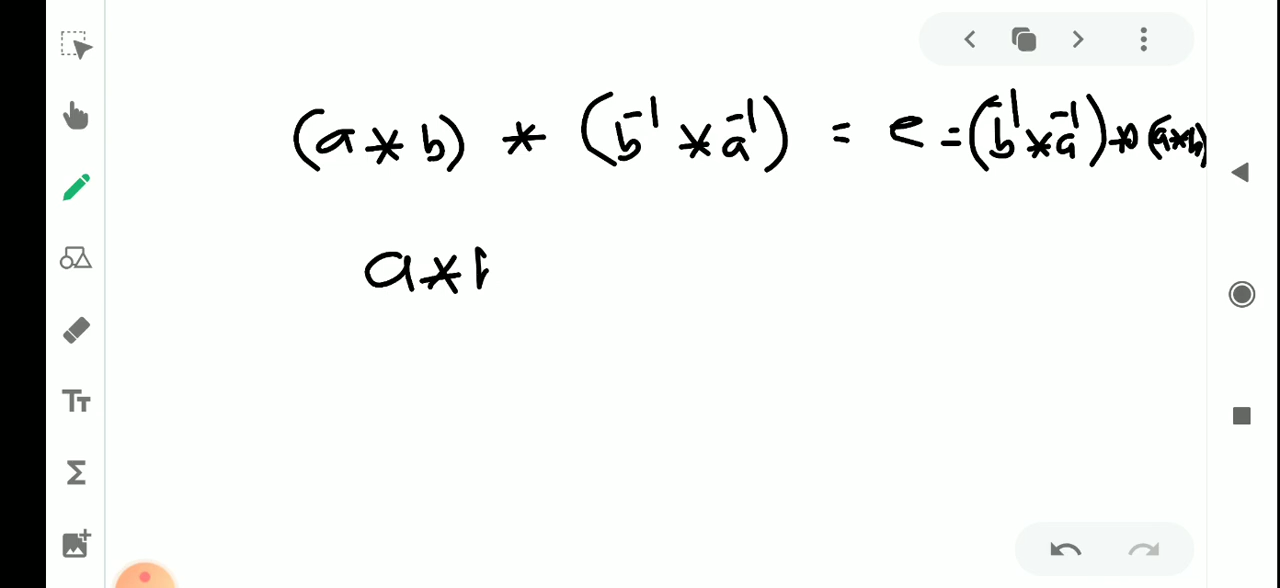 (a * b) * (b⁻¹ * a⁻¹) = e = (b⁻¹ * a⁻¹) * (a * b)
a *